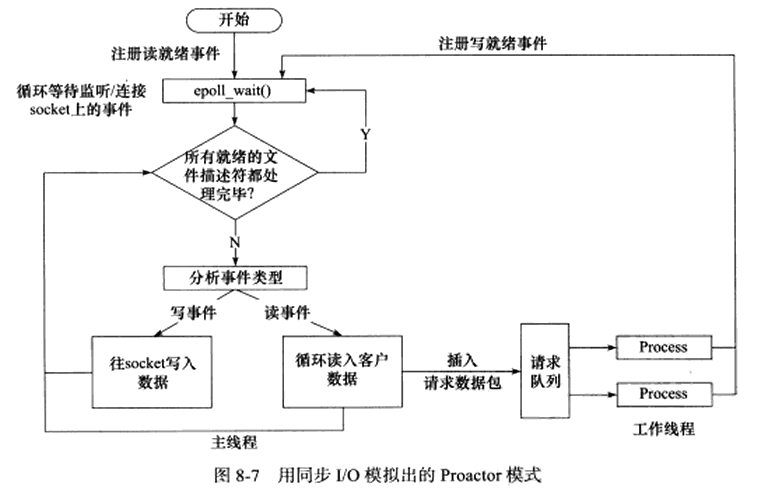 开始
注册读就绪事件
注册写就绪事件
循环等待监听/连接
socket上的事件
epoll_wait()
Y
所有就绪的文
件描述符都处
理完毕?
N
分析事件类型
写事件
读事件
往socket写入
数据
循环读入客户
数据
插入
请求数据包
请求
队列
Process
Process
主线程
工作线程
图 8-7 用同步 I/O 模拟出的 Proactor 模式